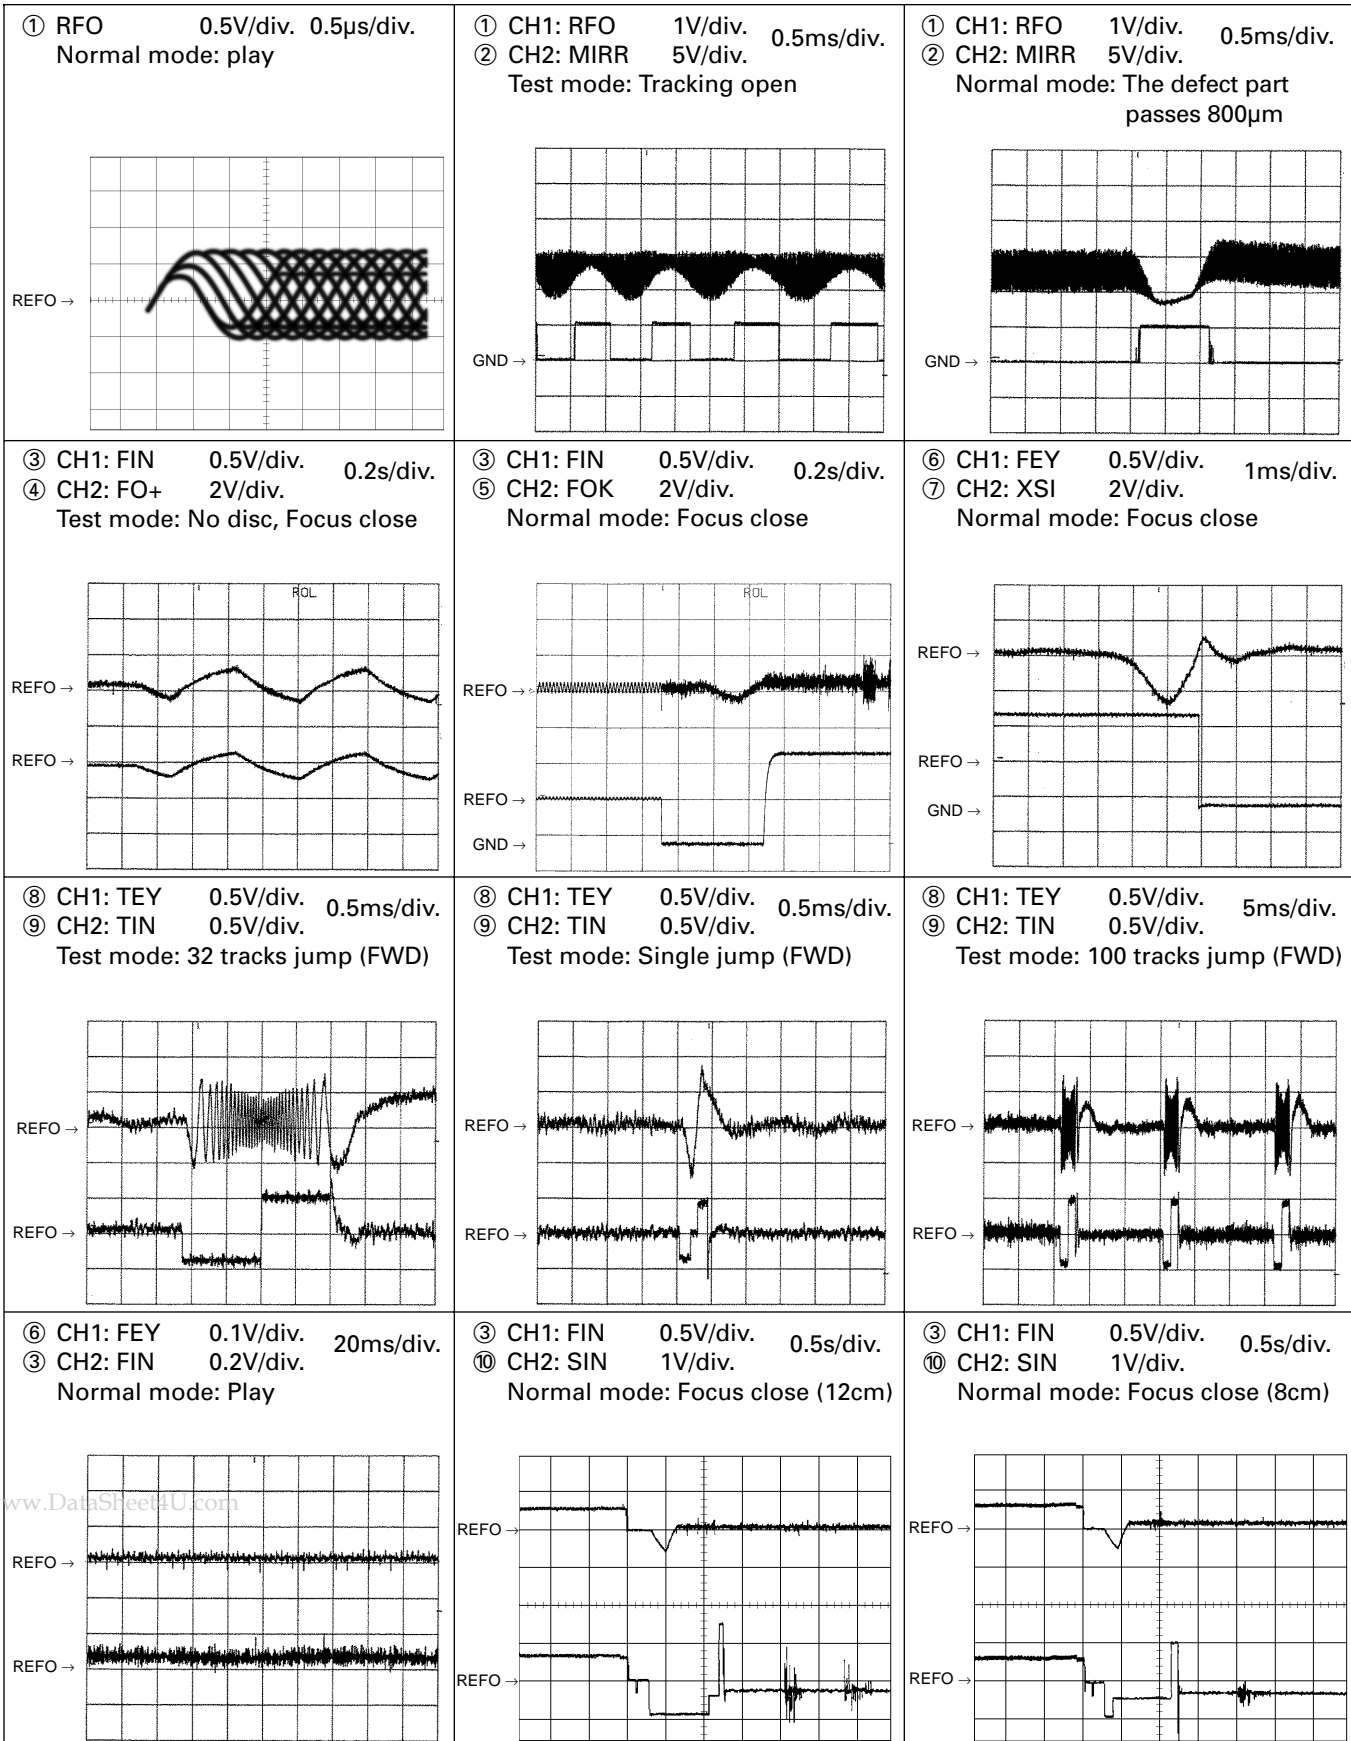 ① RFO 0.5V/div. 0.5µs/div.
Normal mode: play
REFO →
① CH1: RFO 1V/div. 0.5ms/div.
② CH2: MIRR 5V/div.
Test mode: Tracking open
GND →
① CH1: RFO 1V/div. 0.5ms/div.
② CH2: MIRR 5V/div.
Normal mode: The defect part
passes 800µm
GND →
③ CH1: FIN 0.5V/div. 0.2s/div.
④ CH2: FO+ 2V/div.
Test mode: No disc, Focus close
ROL
REFO →
REFO →
③ CH1: FIN 0.5V/div. 0.2s/div.
⑤ CH2: FOK 2V/div.
Normal mode: Focus close
ROL
REFO →
REFO →
GND →
⑥ CH1: FEY 0.5V/div. 1ms/div.
⑦ CH2: XSI 2V/div.
Normal mode: Focus close
REFO →
REFO →
GND →
⑧ CH1: TEY 0.5V/div. 0.5ms/div.
⑨ CH2: TIN 0.5V/div.
Test mode: 32 tracks jump (FWD)
REFO →
REFO →
⑧ CH1: TEY 0.5V/div. 0.5ms/div.
⑨ CH2: TIN 0.5V/div.
Test mode: Single jump (FWD)
REFO →
REFO →
⑧ CH1: TEY 0.5V/div. 5ms/div.
⑨ CH2: TIN 0.5V/div.
Test mode: 100 tracks jump (FWD)
REFO →
REFO →
⑥ CH1: FEY 0.1V/div. 20ms/div.
③ CH2: FIN 0.2V/div.
Normal mode: Play
ww.DataSheet4U.com
REFO →
REFO →
③ CH1: FIN 0.5V/div. 0.5s/div.
⑩ CH2: SIN 1V/div.
Normal mode: Focus close (12cm)
REFO →
REFO →
③ CH1: FIN 0.5V/div. 0.5s/div.
⑩ CH2: SIN 1V/div.
Normal mode: Focus close (8cm)
REFO →
REFO →